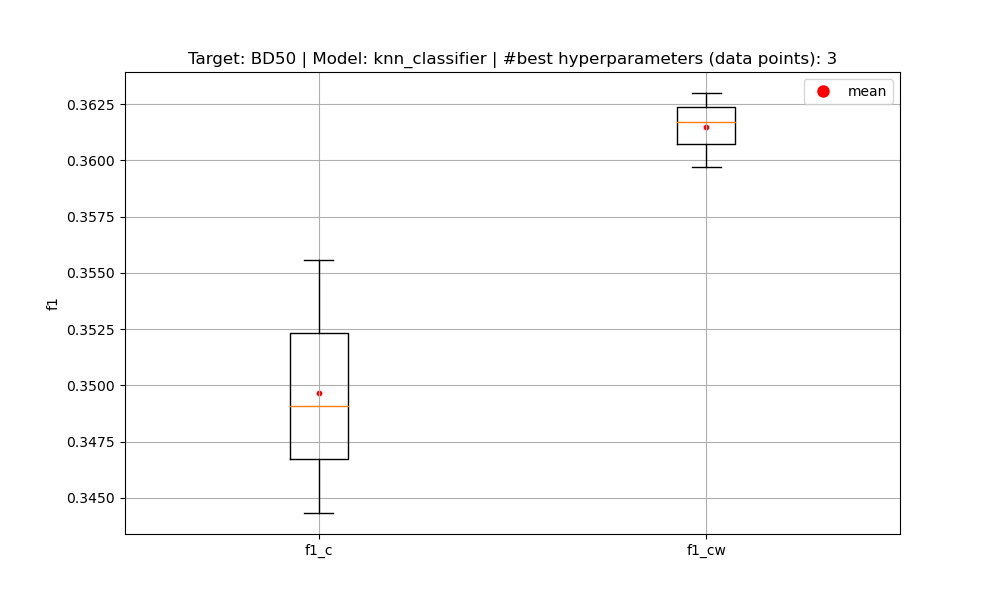 Target: BD50 | Model: knn_classifier | #best hyperparameters (data points): 3
mean
0.3625
0.3600
0.3575
0.3550
0.3525
0.3500
0.3475
0.3450
f1
f1_c
f1_cw